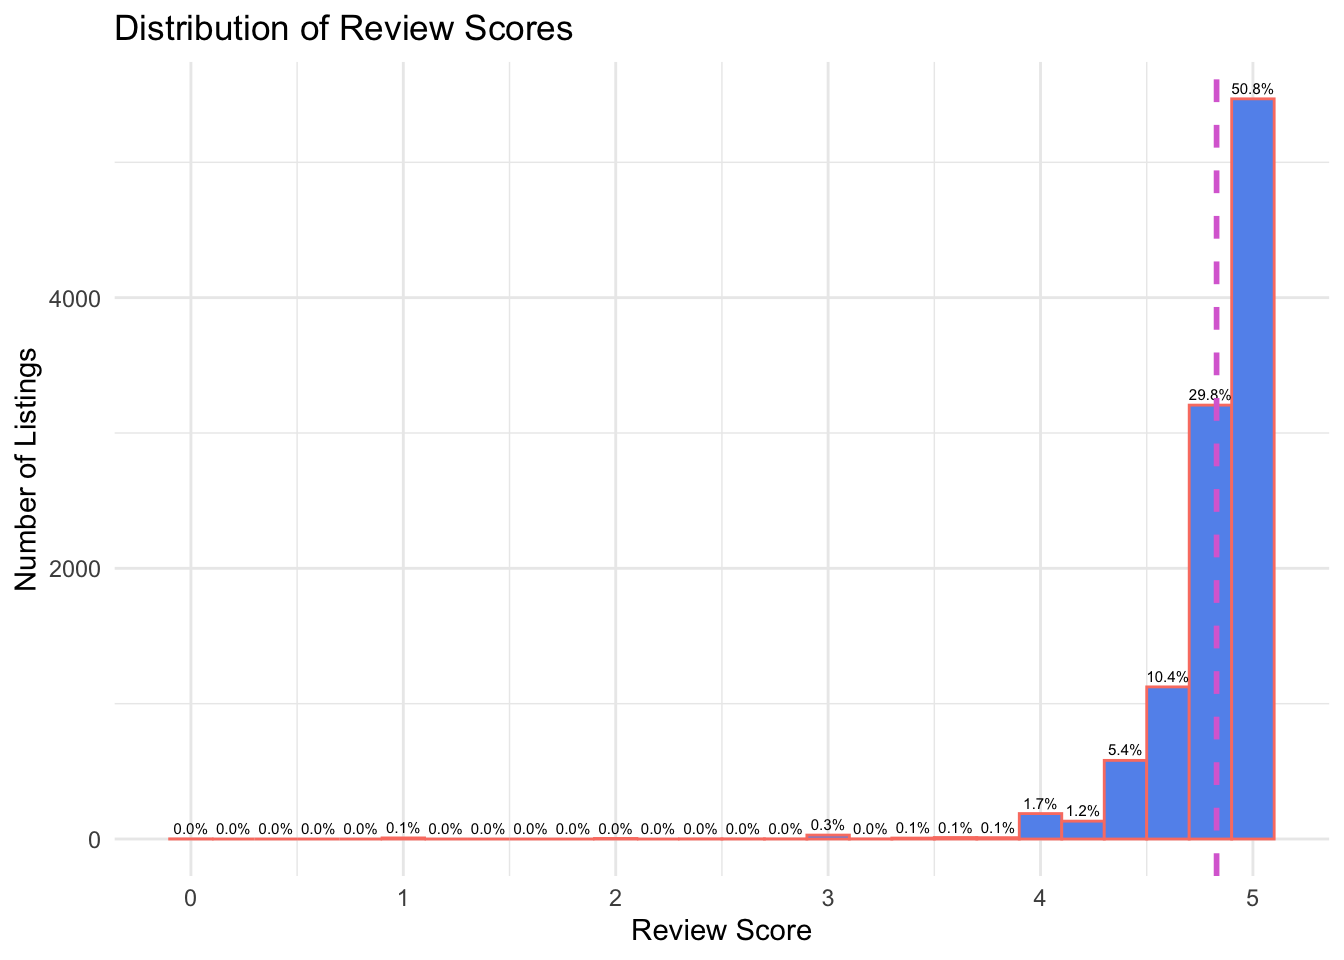 Distribution of Review Scores
50.8%
4000
29.8%
Number of Listings
2000
10.4%
5.4%
1.7%
1.2%
0.0% 0.0% 0.0% 0.0% 0.0% 0.1% 0.0% 0.0% 0.0% 0.0% 0.0% 0.0% 0.0% 0.0% 0.0% 0.3% 0.0% 0.1% 0.1% 0.1%
0
0 1 2 3 4 5
Review Score